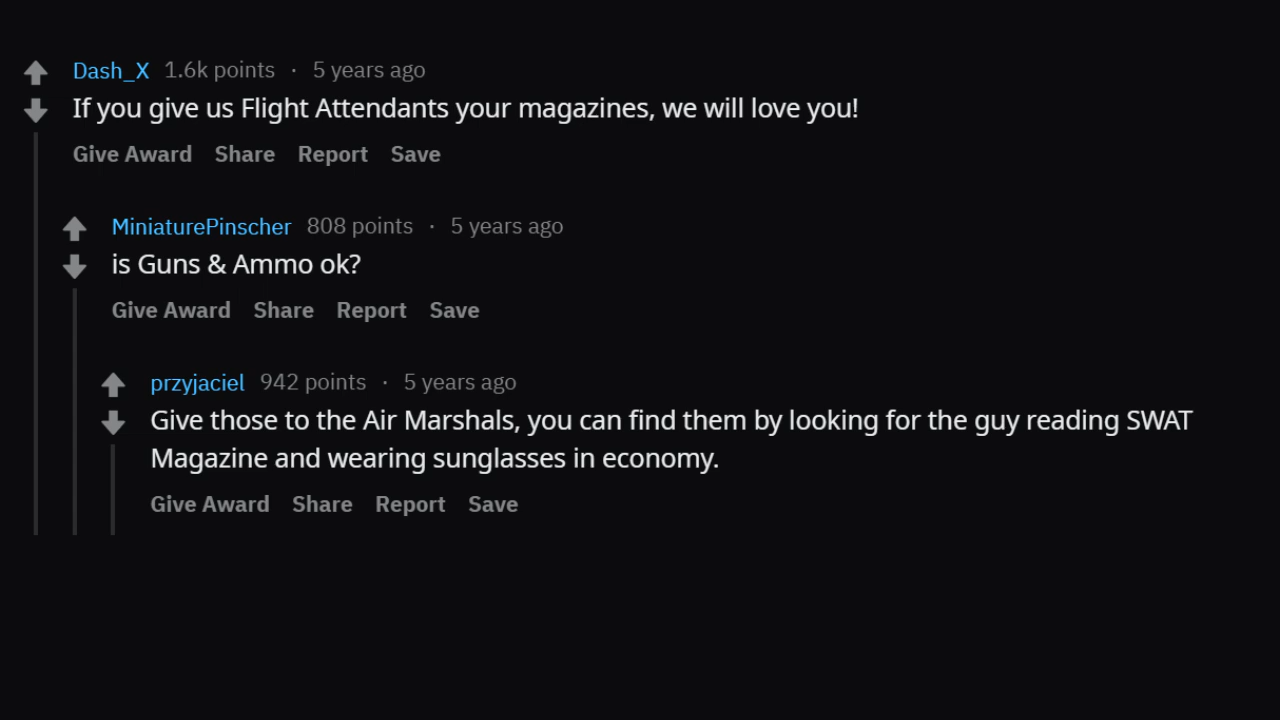 Dash_X 1.6k points · 5 years ago
If you give us Flight Attendants your magazines, we will love you!
Give Award Share Report Save
MiniaturePinscher 808 points · 5 years ago
is Guns & Ammo ok?
Give Award Share Report Save
przyjaciel 942 points · 5 years ago
Give those to the Air Marshals, you can find them by looking for the guy reading SWAT
Magazine and wearing sunglasses in economy.
Give Award Share Report Save